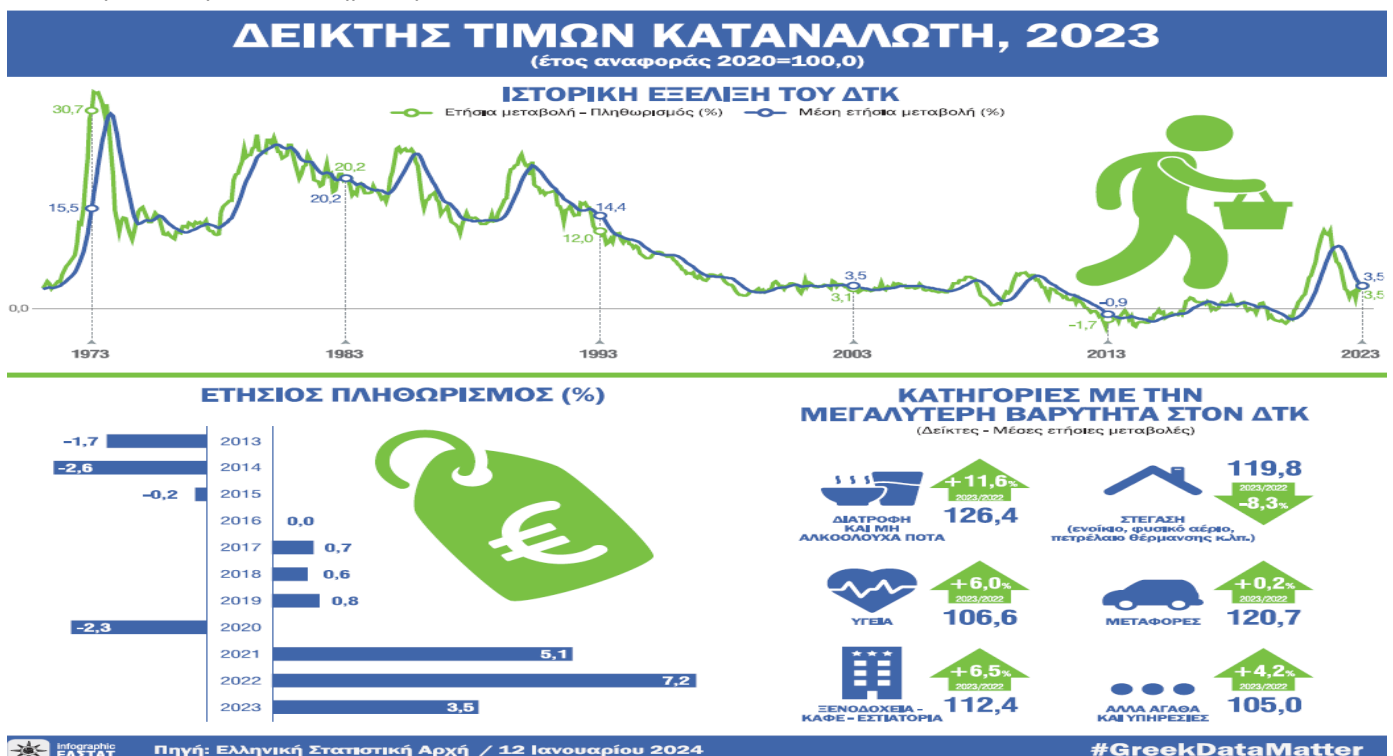 ΔΕΙΚΤΗΣ ΤΙΜΩΝ ΚΑΤΑΝΑΛΩΤΗ, 2023
(έτος αναφοράς 2020=100,0)
ΙΣΤΟΡΙΚΗ ΕΞΕΛΙΞΗ ΤΟΥ ΔΤΚ
Ετήσια μεταβολή – Πληθωρισμός (%)
Μέση ετήσια μεταβολή (%)
30,7
15,5
20,2
20,2
14,4
12,0
3,5
3,1
–0,9
–1,7
3,5
3,5
0,0
1973
1983
1993
2003
2013
2023
ΕΤΗΣΙΟΣ ΠΛΗΘΩΡΙΣΜΟΣ (%)
–1,7 2013
–2,6 2014
–0,2 2015
2016 0,0
2017 0,7
2018 0,6
2019 0,8
–2,3 2020
2021 5,1
2022 7,2
2023 3,5
€
ΚΑΤΗΓΟΡΙΕΣ ΜΕ ΤΗΝ
ΜΕΓΑΛΥΤΕΡΗ ΒΑΡΥΤΗΤΑ ΣΤΟΝ ΔΤΚ
(Δείκτες - Μέσες ετήσιες μεταβολές)
+11,6%
2023/2022
126,4
ΔΙΑΤΡΟΦΗ
ΚΑΙ ΜΗ
ΑΛΚΟΟΛΟΥΧΑ ΠΟΤΑ
119,8
2023/2022
-8,3%
ΣΤΕΓΑΣΗ
(ενοίκιο, φυσικό αέριο,
πετρέλαιο θέρμανσης κ.λπ.)
+6,0%
2023/2022
106,6
ΥΓΕΙΑ
+0,2%
2023/2022
120,7
ΜΕΤΑΦΟΡΕΣ
+6,5%
2023/2022
112,4
ΞΕΝΟΔΟΧΕΙΑ -
ΚΑΦΕ - ΕΣΤΙΑΤΟΡΙΑ
+4,2%
2023/2022
105,0
ΑΛΛΑ ΑΓΑΘΑ
ΚΑΙ ΥΠΗΡΕΣΙΕΣ
infographic
ΕΛΣΤΑΤ
Πηγή: Ελληνική Στατιστική Αρχή / 12 Ιανουαρίου 2024
#GreekDataMatter